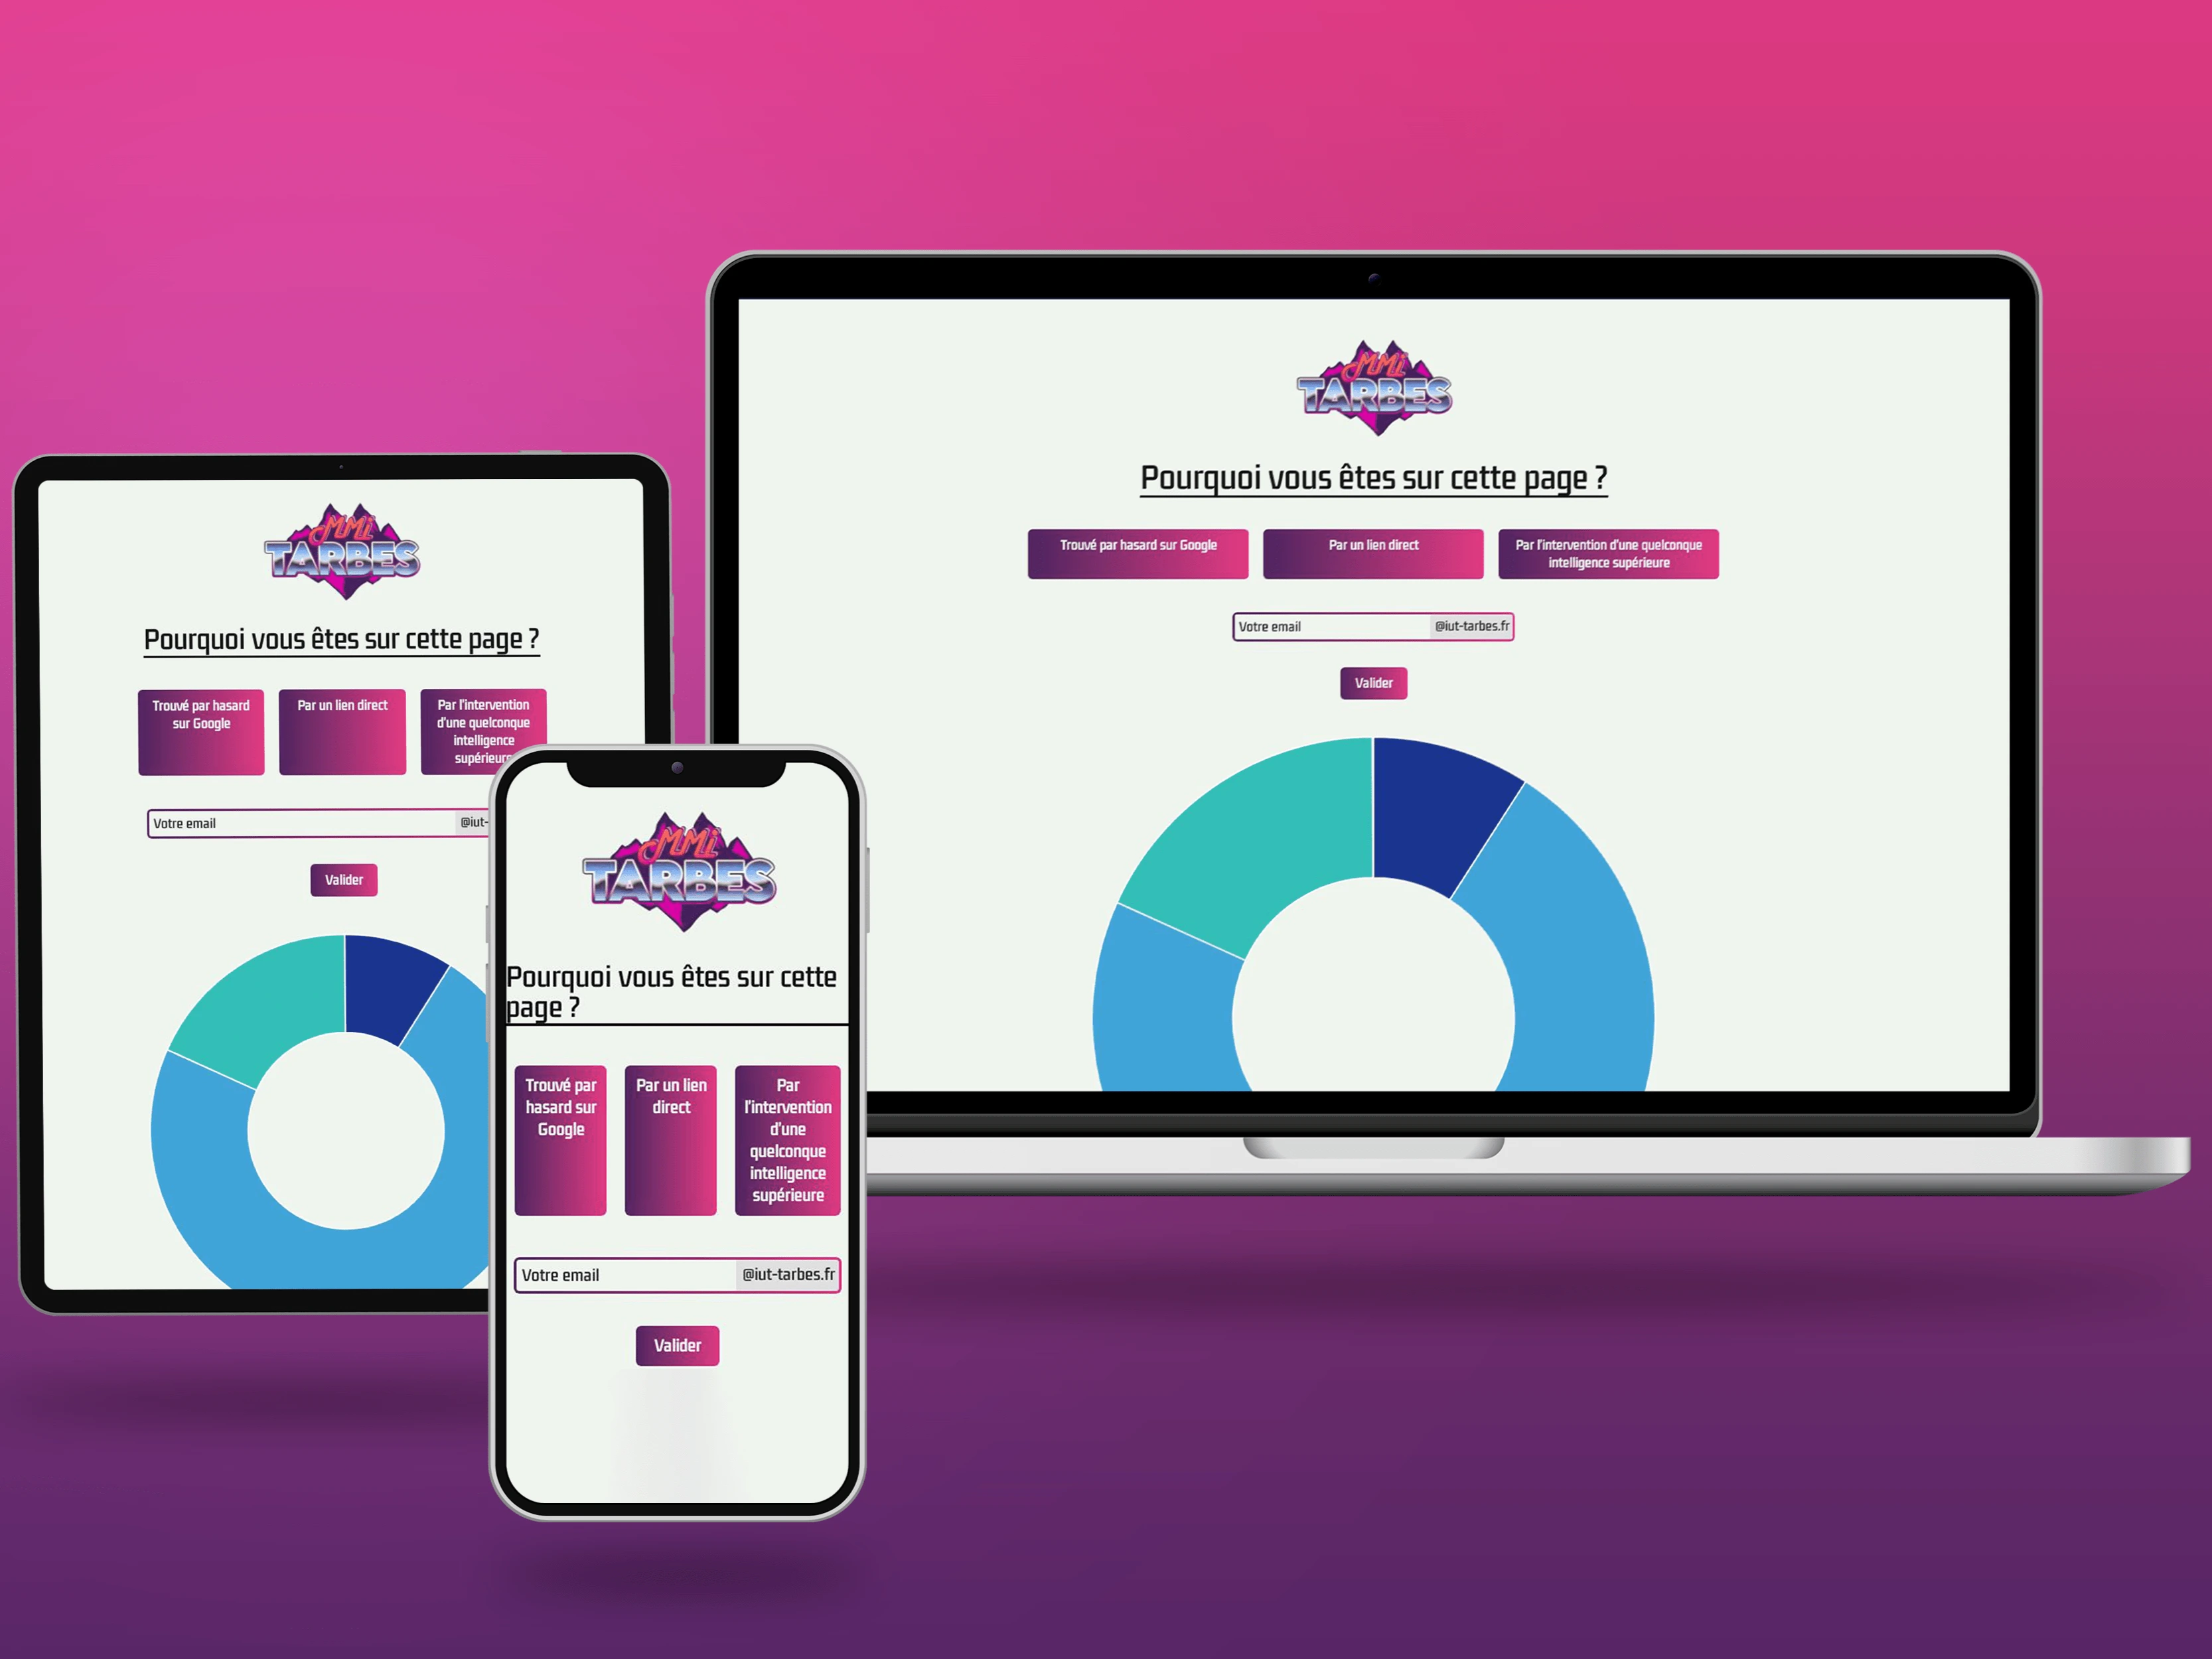 MMi
TARBES
Pourquoi vous êtes sur cette page ?
Trouvé par hasard
sur Google
Par un lien direct
Par l'intervention
d'une quelconque
intelligence
supérieure
Votre email
@iut-
Valider
MMi
TARBES
Pourquoi vous êtes sur cette
page ?
Trouvé par
hasard sur
Google
Par un lien
direct
Par
l'intervention
d'une
quelconque
intelligence
supérieure
Votre email
@iut-tarbes.fr
Valider
MMi
TARBES
Pourquoi vous êtes sur cette page ?
Trouvé par hasard sur Google
Par un lien direct
Par l'intervention d'une quelconque
intelligence supérieure
Votre email
@iut-tarbes.fr
Valider